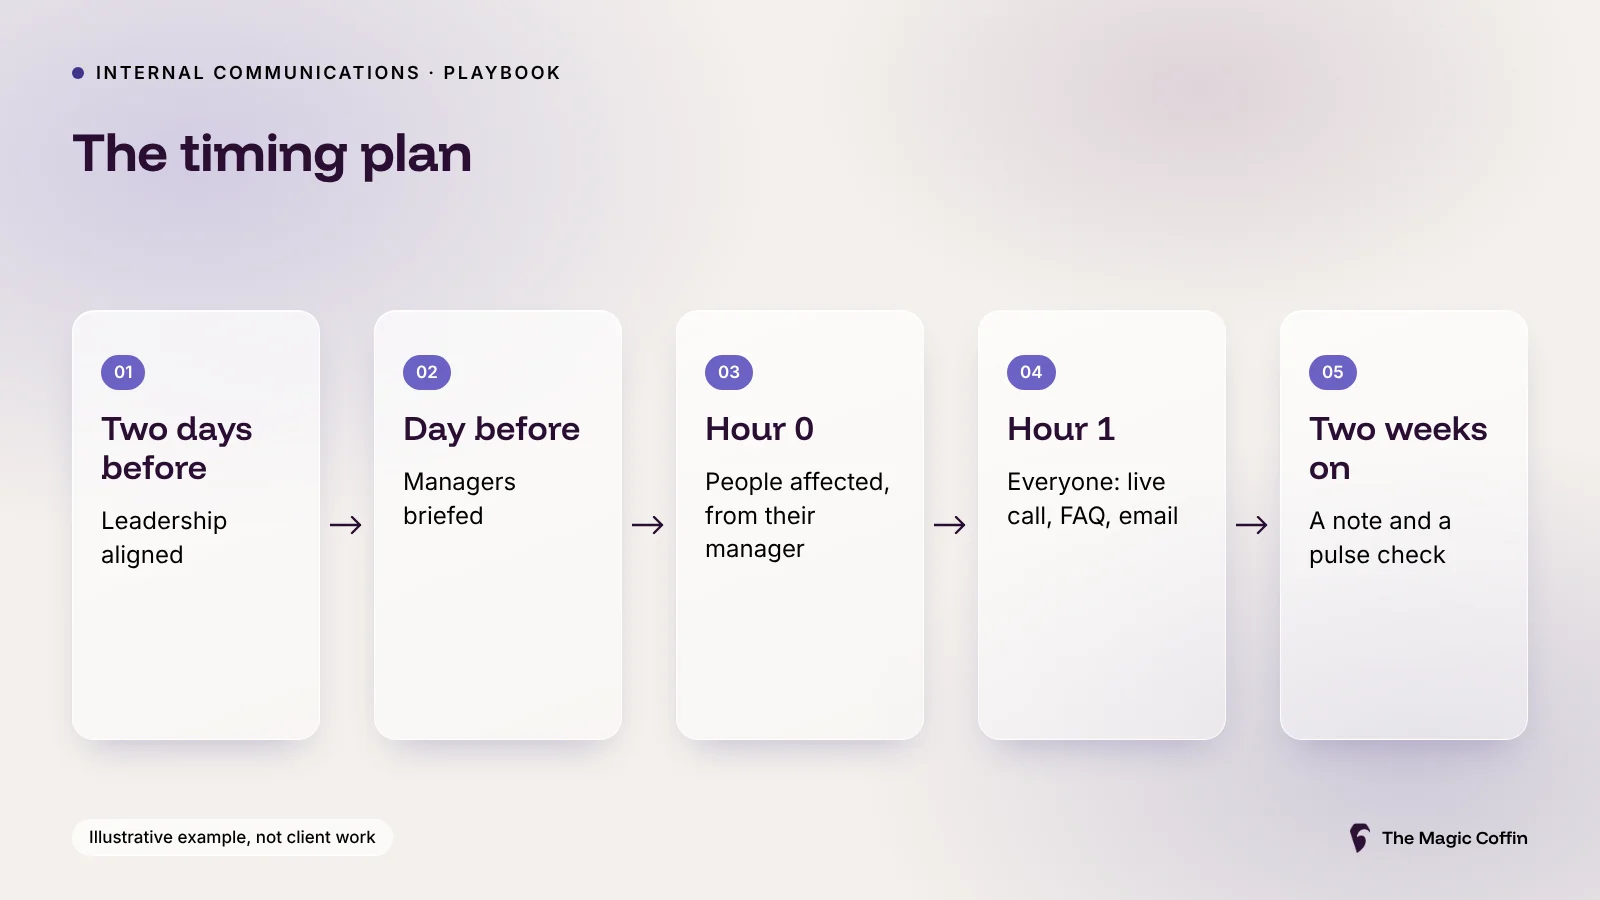 INTERNAL COMMUNICATIONS · PLAYBOOK
The timing plan
01
Two days
before
Leadership
aligned
02
Day before
Managers
briefed
03
Hour 0
People affected,
from their
manager
04
Hour 1
Everyone: live
call, FAQ, email
05
Two weeks
on
A note and a
pulse check
Illustrative example, not client work
The Magic Coffin